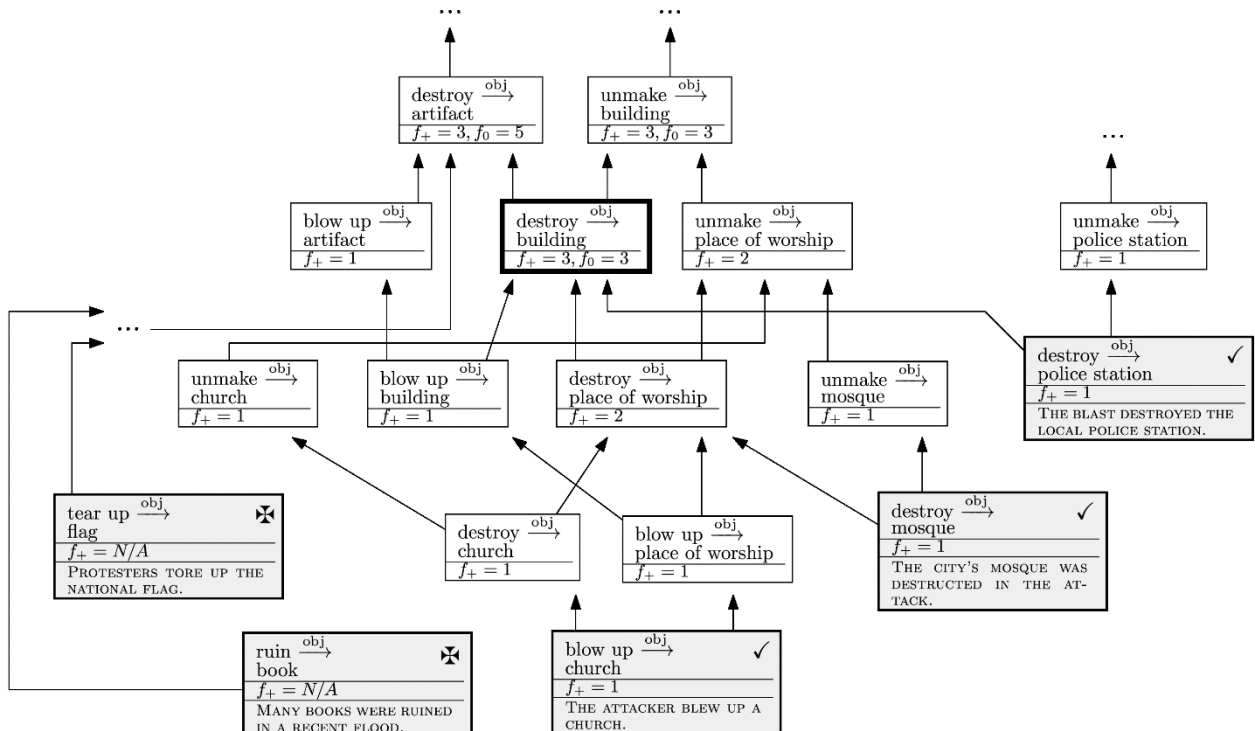 ...
...
destroy obj⟶
artifact
f₊ = 3, f₀ = 5
unmake obj⟶
building
f₊ = 3, f₀ = 3
...
blow up obj⟶
artifact
f₊ = 1
destroy obj⟶
building
f₊ = 3, f₀ = 3
unmake obj⟶
place of worship
f₊ = 2
unmake obj⟶
police station
f₊ = 1
...
unmake obj⟶
church
f₊ = 1
blow up obj⟶
building
f₊ = 1
destroy obj⟶
place of worship
f₊ = 2
unmake obj⟶
mosque
f₊ = 1
destroy obj⟶ ✓
police station
f₊ = 1
THE BLAST DESTROYED THE
LOCAL POLICE STATION.
tear up obj⟶ ✠
flag
f₊ = N/A
PROTESTERS TORE UP THE
NATIONAL FLAG.
destroy obj⟶
church
f₊ = 1
blow up obj⟶
place of worship
f₊ = 1
destroy obj⟶ ✓
mosque
f₊ = 1
THE CITY'S MOSQUE WAS
DESTRUCTED IN THE AT-
TACK.
ruin obj⟶ ✠
book
f₊ = N/A
MANY BOOKS WERE RUINED
IN A RECENT FLOOD.
blow up obj⟶ ✓
church
f₊ = 1
THE ATTACKER BLEW UP A
CHURCH.